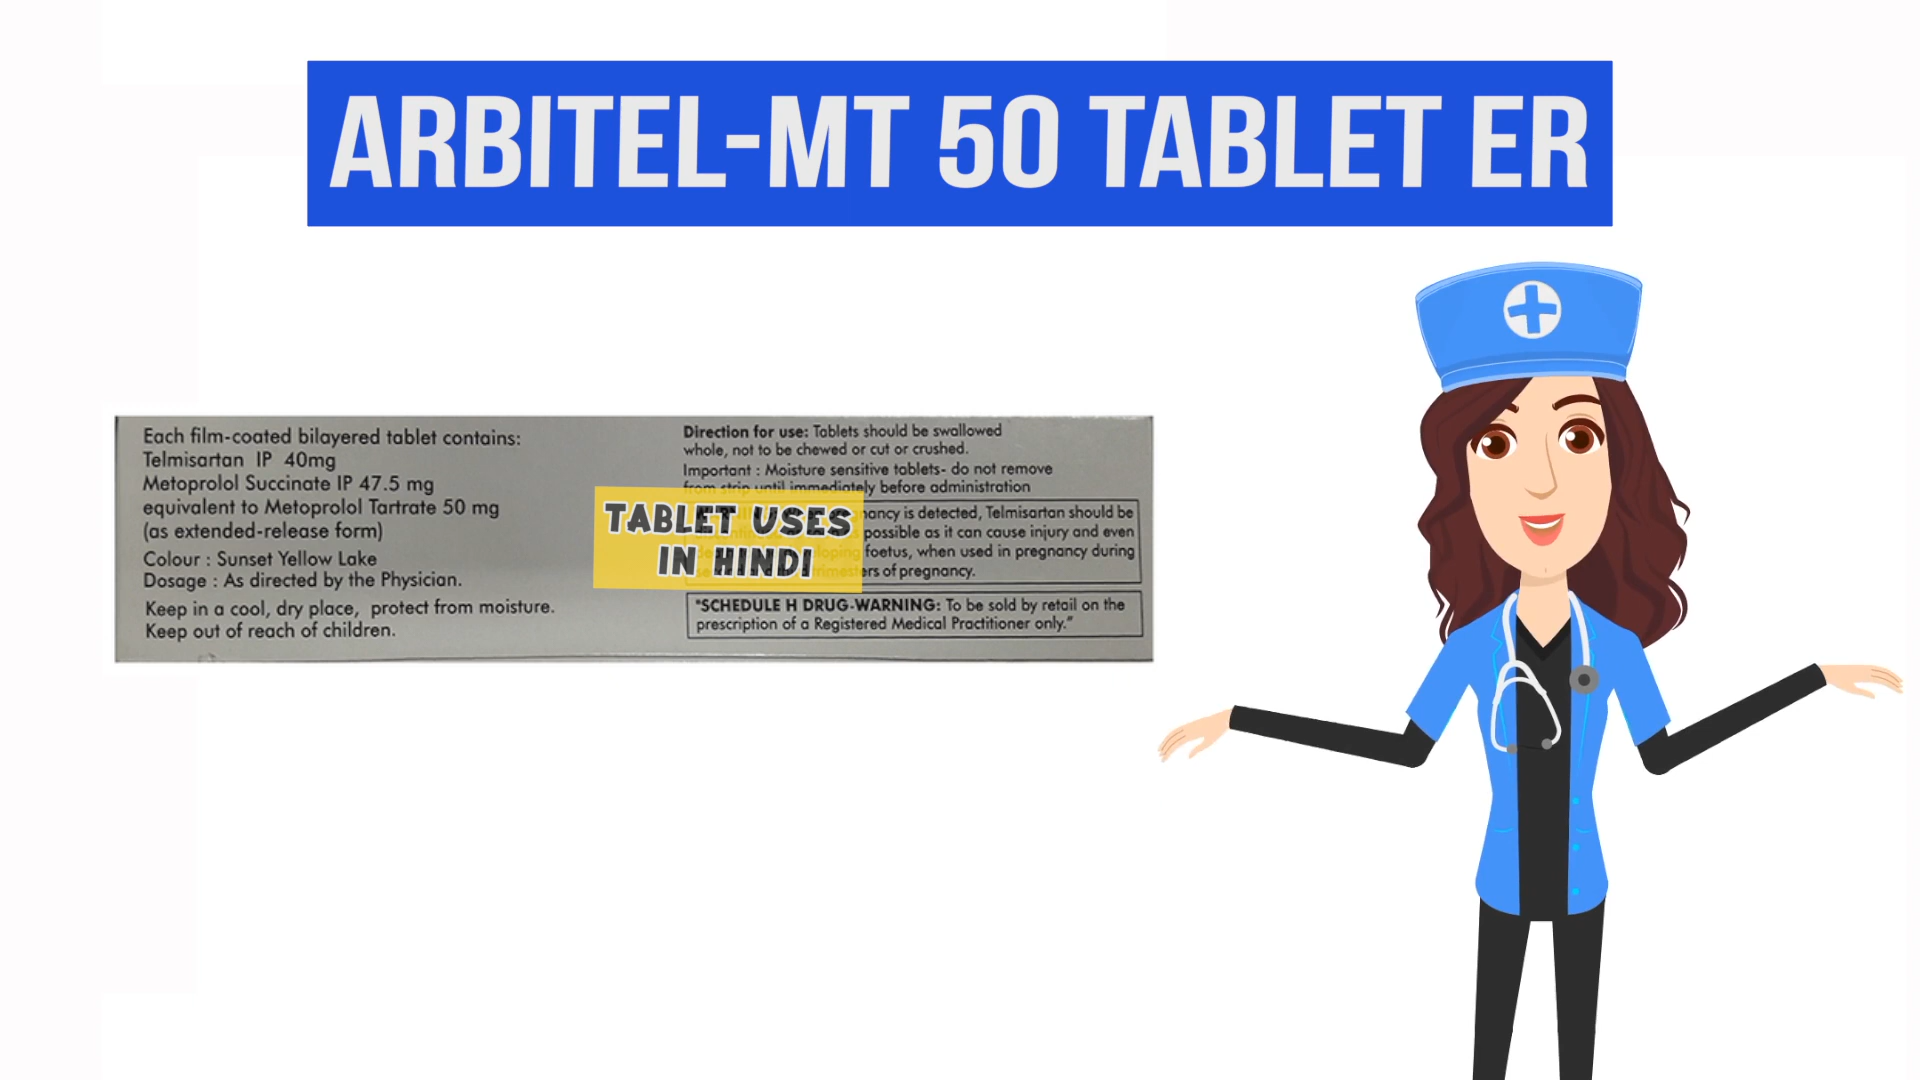 ARBITEL-MT 50 TABLET ER
Each film-coated bilayered tablet contains:
Telmisartan IP 40mg
Metoprolol Succinate IP 47.5 mg
equivalent to Metoprolol Tartrate 50 mg
(as extended-release form)
Colour : Sunset Yellow Lake
Dosage : As directed by the Physician.
Keep in a cool, dry place, protect from moisture.
Keep out of reach of children.
Direction for use: Tablets should be swallowed
whole, not to be chewed or cut or crushed.
Important : Moisture sensitive tablets- do not remove
from strip until immediately before administration
is detected, Telmisartan should be
possible as it can cause injury and even
foetus, when used in pregnancy during
of pregnancy.
"SCHEDULE H DRUG-WARNING: To be sold by retail on the
prescription of a Registered Medical Practitioner only."
TABLET USES
IN HINDI